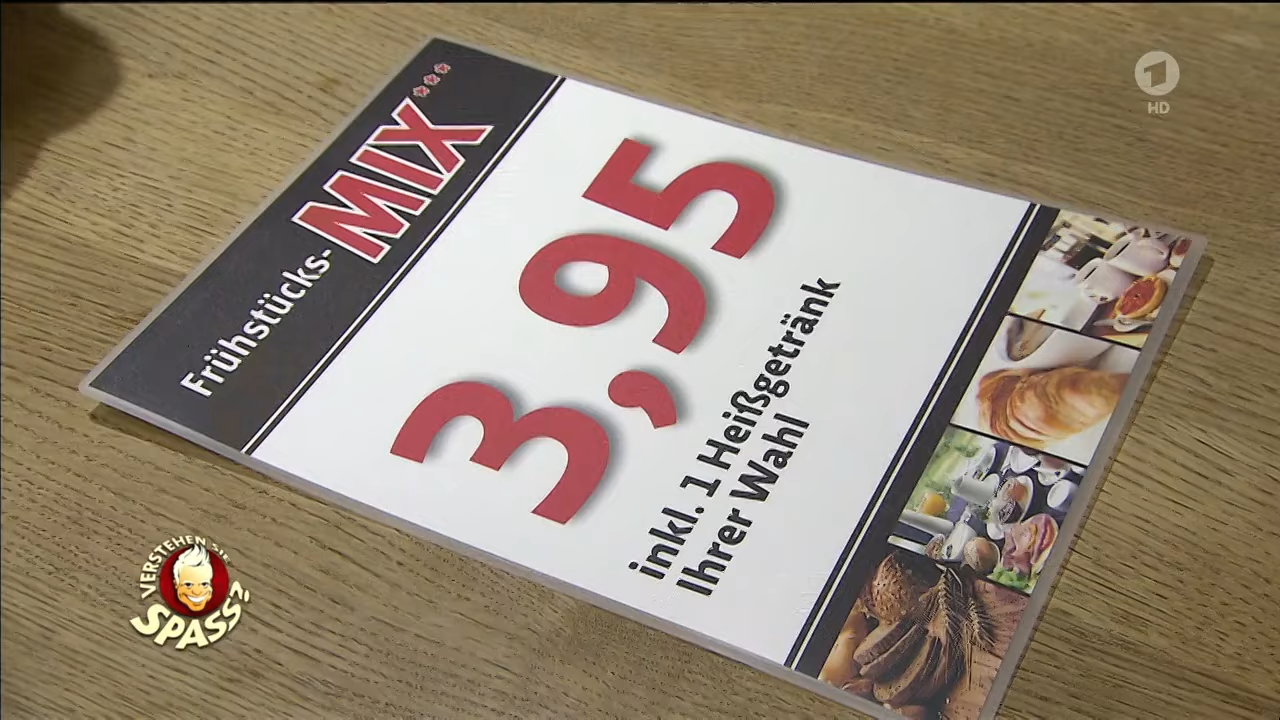 Frühstücks-
MIX***
3,95
inkl. 1 Heißgetränk
Ihrer Wahl
1
HD
VERSTEHEN SIE
SPASS?